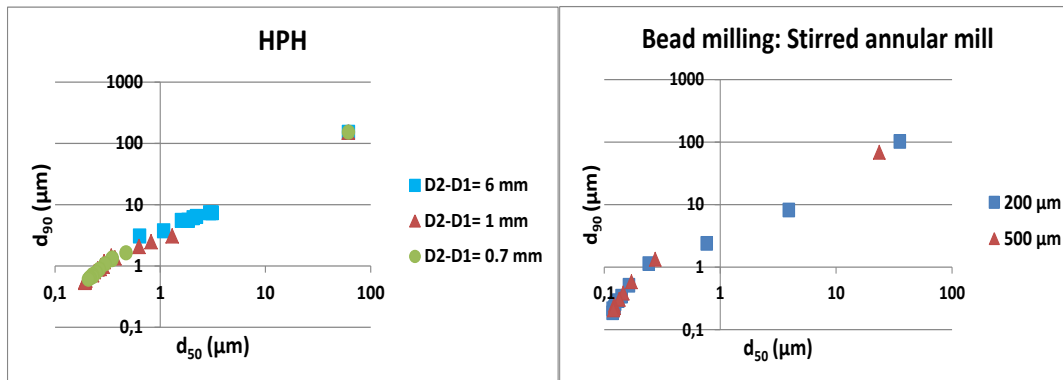 HPH
1000
100
10
1
0,1
0,1
1
10
100
d90 (µm)
d50 (µm)
D2-D1= 6 mm
D2-D1= 1 mm
D2-D1= 0.7 mm
Bead milling: Stirred annular mill
1000
100
10
1
0,1
0,1
1
10
100
d90 (µm)
d50 (µm)
200 µm
500 µm